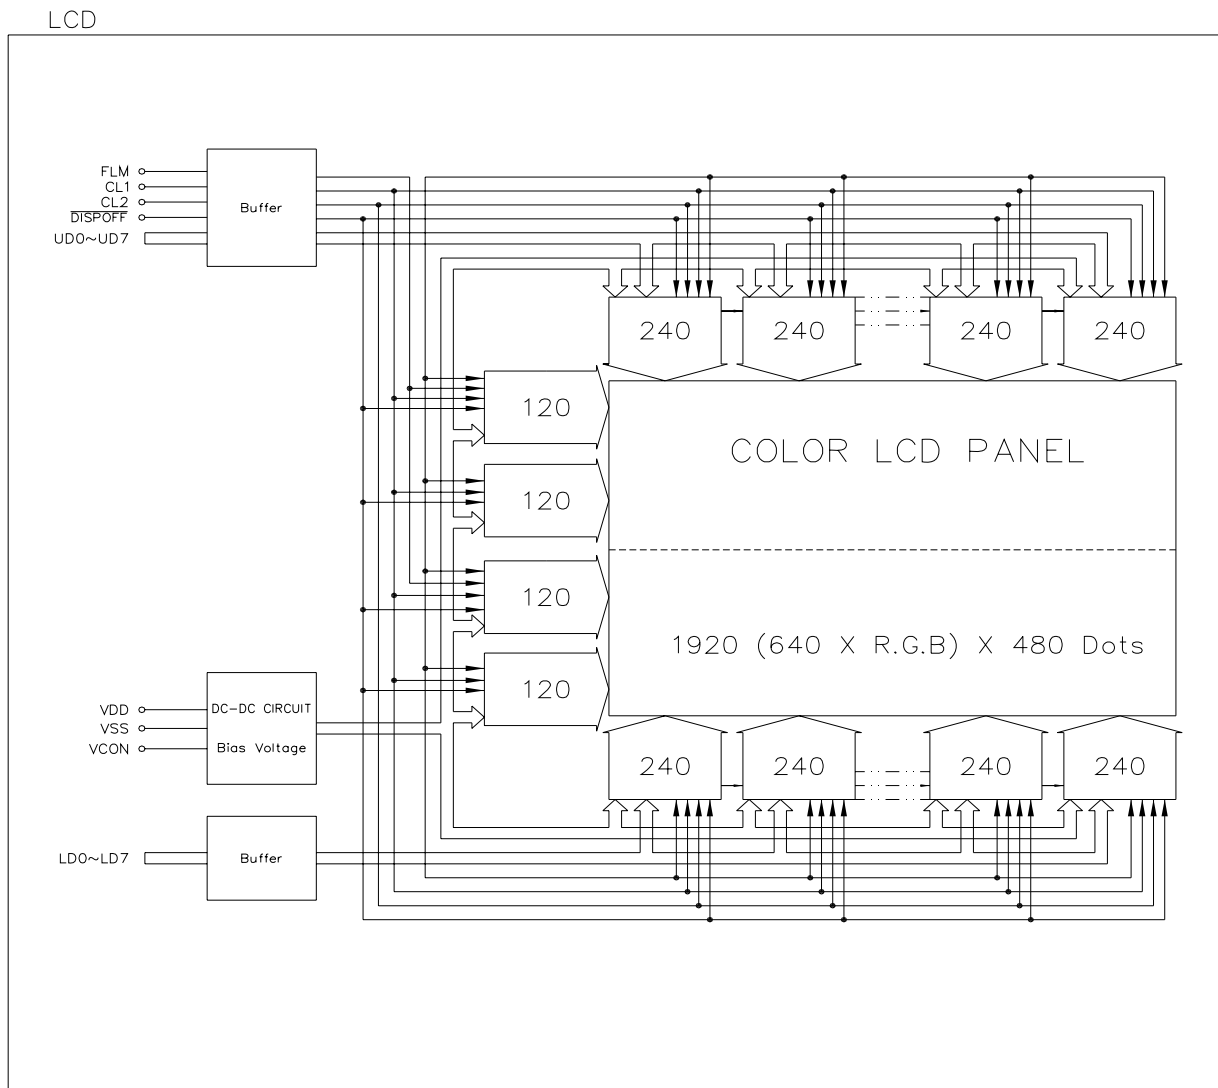 LCD
FLM
CL1
CL2
DISPOFF
UD0~UD7
Buffer
240
240
240
240
120
120
120
120
COLOR LCD PANEL
1920 (640 X R.G.B) X 480 Dots
VDD
VSS
VCON
DC-DC CIRCUIT
Bias Voltage
240
240
240
240
LD0~LD7
Buffer